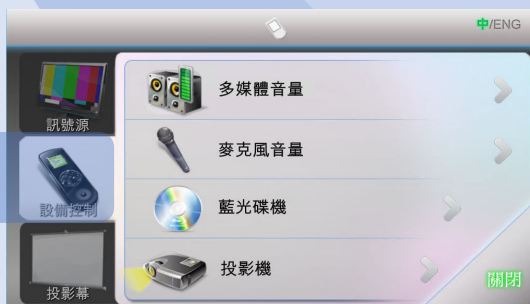 中/ENG
訊號源
設備控制
投影幕
多媒體音量
麥克風音量
藍光碟機
投影機
關閉